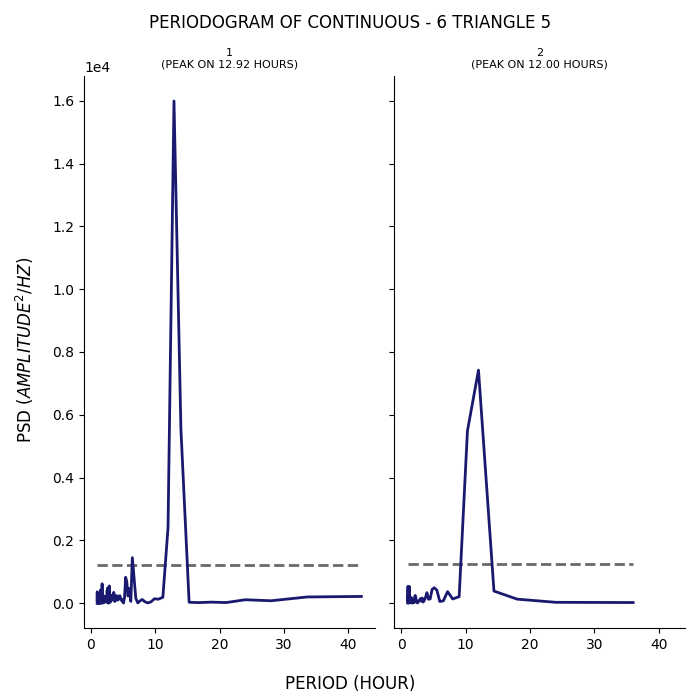 PERIODOGRAM OF CONTINUOUS - 6 TRIANGLE 5
1
(PEAK ON 12.92 HOURS)
2
(PEAK ON 12.00 HOURS)
1e4
1.6
1.4
1.2
1.0
0.8
0.6
0.4
0.2
0.0
PSD (AMPLITUDE²/HZ)
0 10 20 30 40
0 10 20 30 40
PERIOD (HOUR)